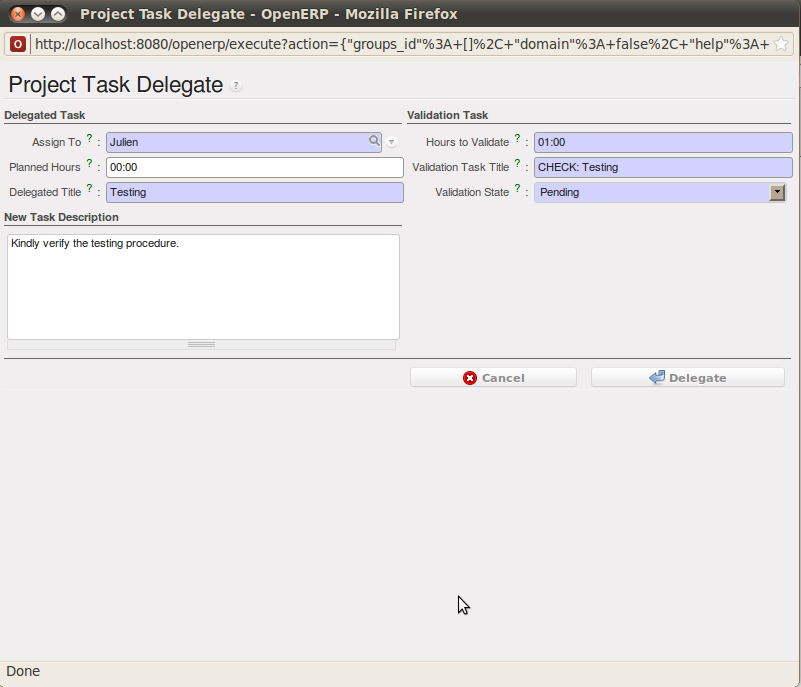 Project Task Delegate - OpenERP - Mozilla Firefox
O http://localhost:8080/openerp/execute?action={"groups_id"%3A+[]%2C+"domain"%3A+false%2C+"help"%3A+
Project Task Delegate ?
Delegated Task
Assign To ? : Julien
Planned Hours ? : 00:00
Delegated Title ? : Testing
Validation Task
Hours to Validate ? : 01:00
Validation Task Title ? : CHECK: Testing
Validation State ? : Pending
New Task Description
Kindly verify the testing procedure.
Cancel Delegate
Done